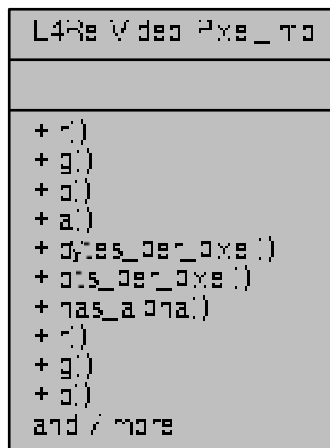 L4Re::Video::Pixel_info
+ r()
+ g()
+ b()
+ a()
+ bytes_per_pixel()
+ bits_per_pixel()
+ has_alpha()
+ r()
+ g()
+ b()
and 7 more